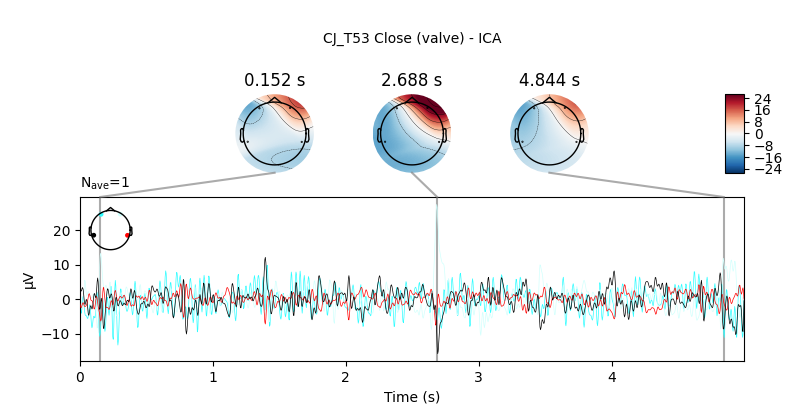 CJ_T53 Close (valve) - ICA
0.152 s 2.688 s 4.844 s
24
16
8
0
−8
−16
−24
Nave=1
20
10
0
−10
µV
0 1 2 3 4
Time (s)